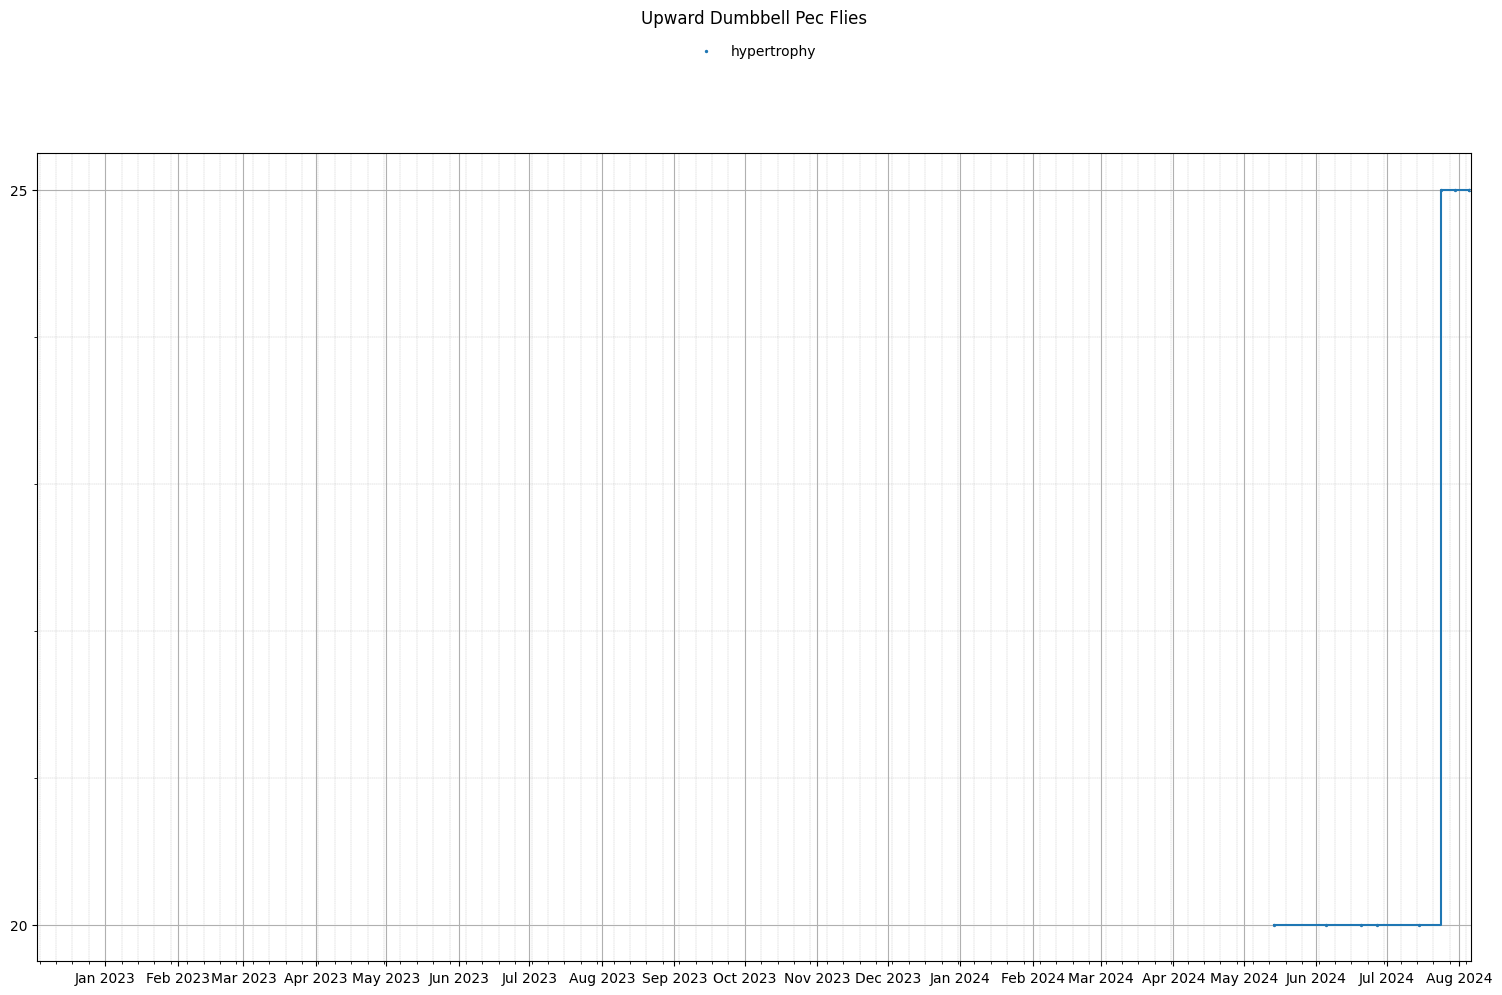 Upward Dumbbell Pec Flies
hypertrophy
25
20
Jan 2023 Feb 2023 Mar 2023 Apr 2023 May 2023 Jun 2023 Jul 2023 Aug 2023 Sep 2023 Oct 2023 Nov 2023 Dec 2023 Jan 2024 Feb 2024 Mar 2024 Apr 2024 May 2024 Jun 2024 Jul 2024 Aug 2024